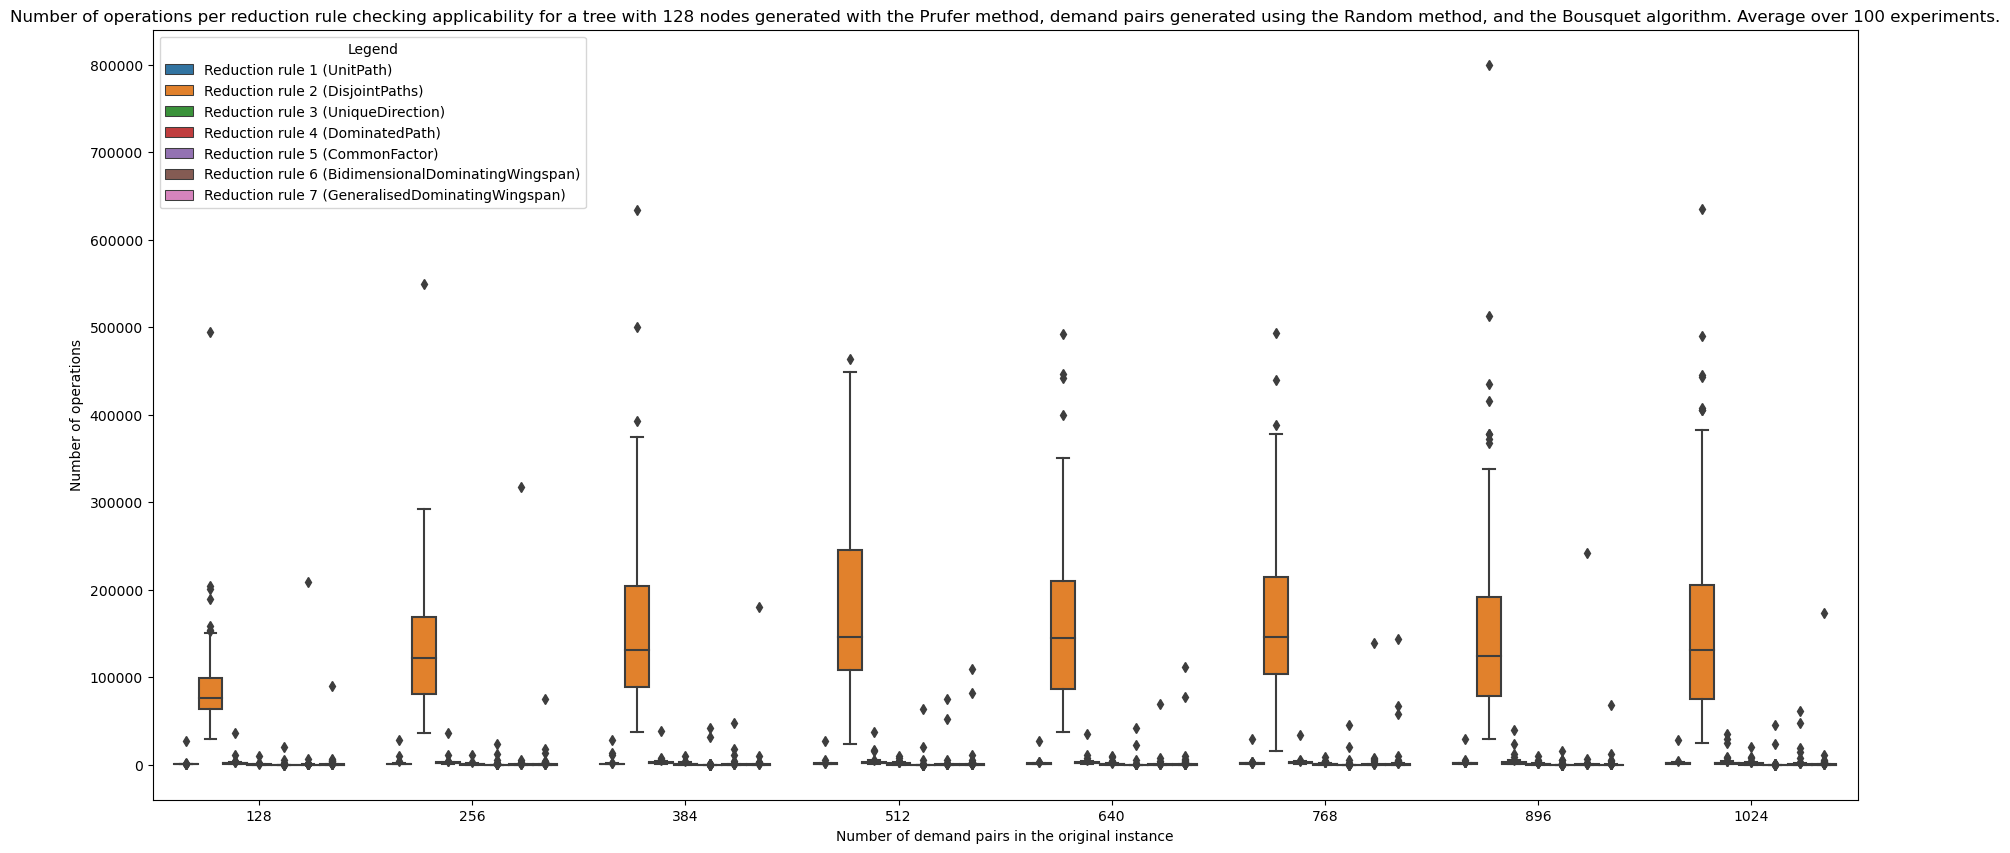 Number of operations per reduction rule checking applicability for a tree with 128 nodes generated with the Prufer method, demand pairs generated using the Random method, and the Bousquet algorithm. Average over 100 experiments.
Legend
Reduction rule 1 (UnitPath)
Reduction rule 2 (DisjointPaths)
Reduction rule 3 (UniqueDirection)
Reduction rule 4 (DominatedPath)
Reduction rule 5 (CommonFactor)
Reduction rule 6 (BidimensionalDominatingWingspan)
Reduction rule 7 (GeneralisedDominatingWingspan)
800000
700000
600000
500000
400000
300000
200000
100000
0
Number of operations
128 256 384 512 640 768 896 1024
Number of demand pairs in the original instance